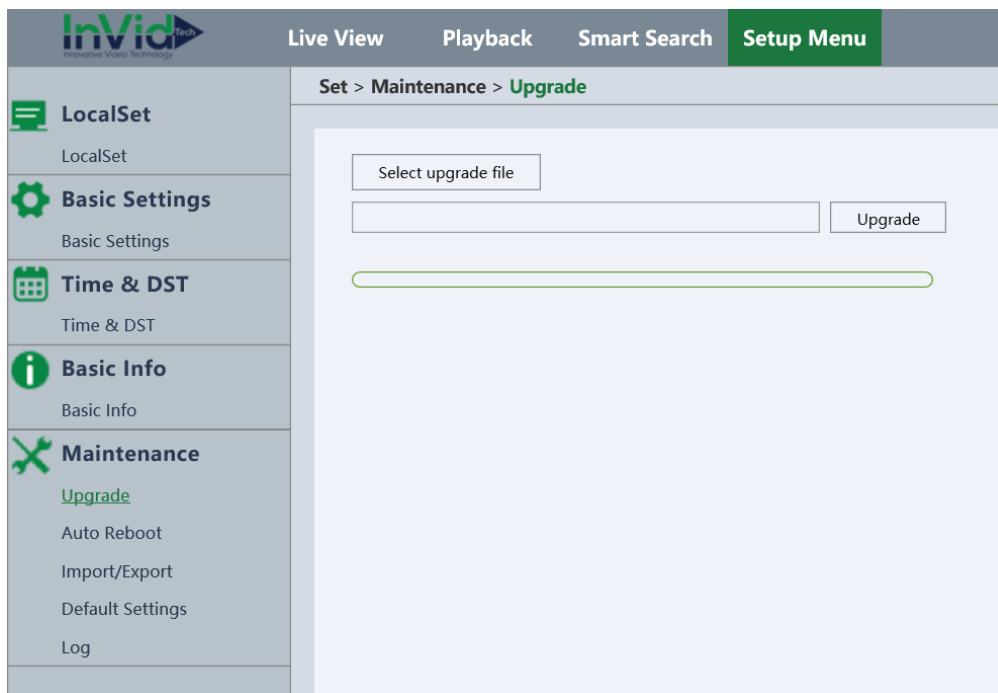 InVid Tech
Innovative Video Technology
Live View Playback Smart Search Setup Menu
Set > Maintenance > Upgrade
LocalSet
LocalSet
Basic Settings
Basic Settings
Time & DST
Time & DST
Basic Info
Basic Info
Maintenance
Upgrade
Auto Reboot
Import/Export
Default Settings
Log
Select upgrade file
Upgrade